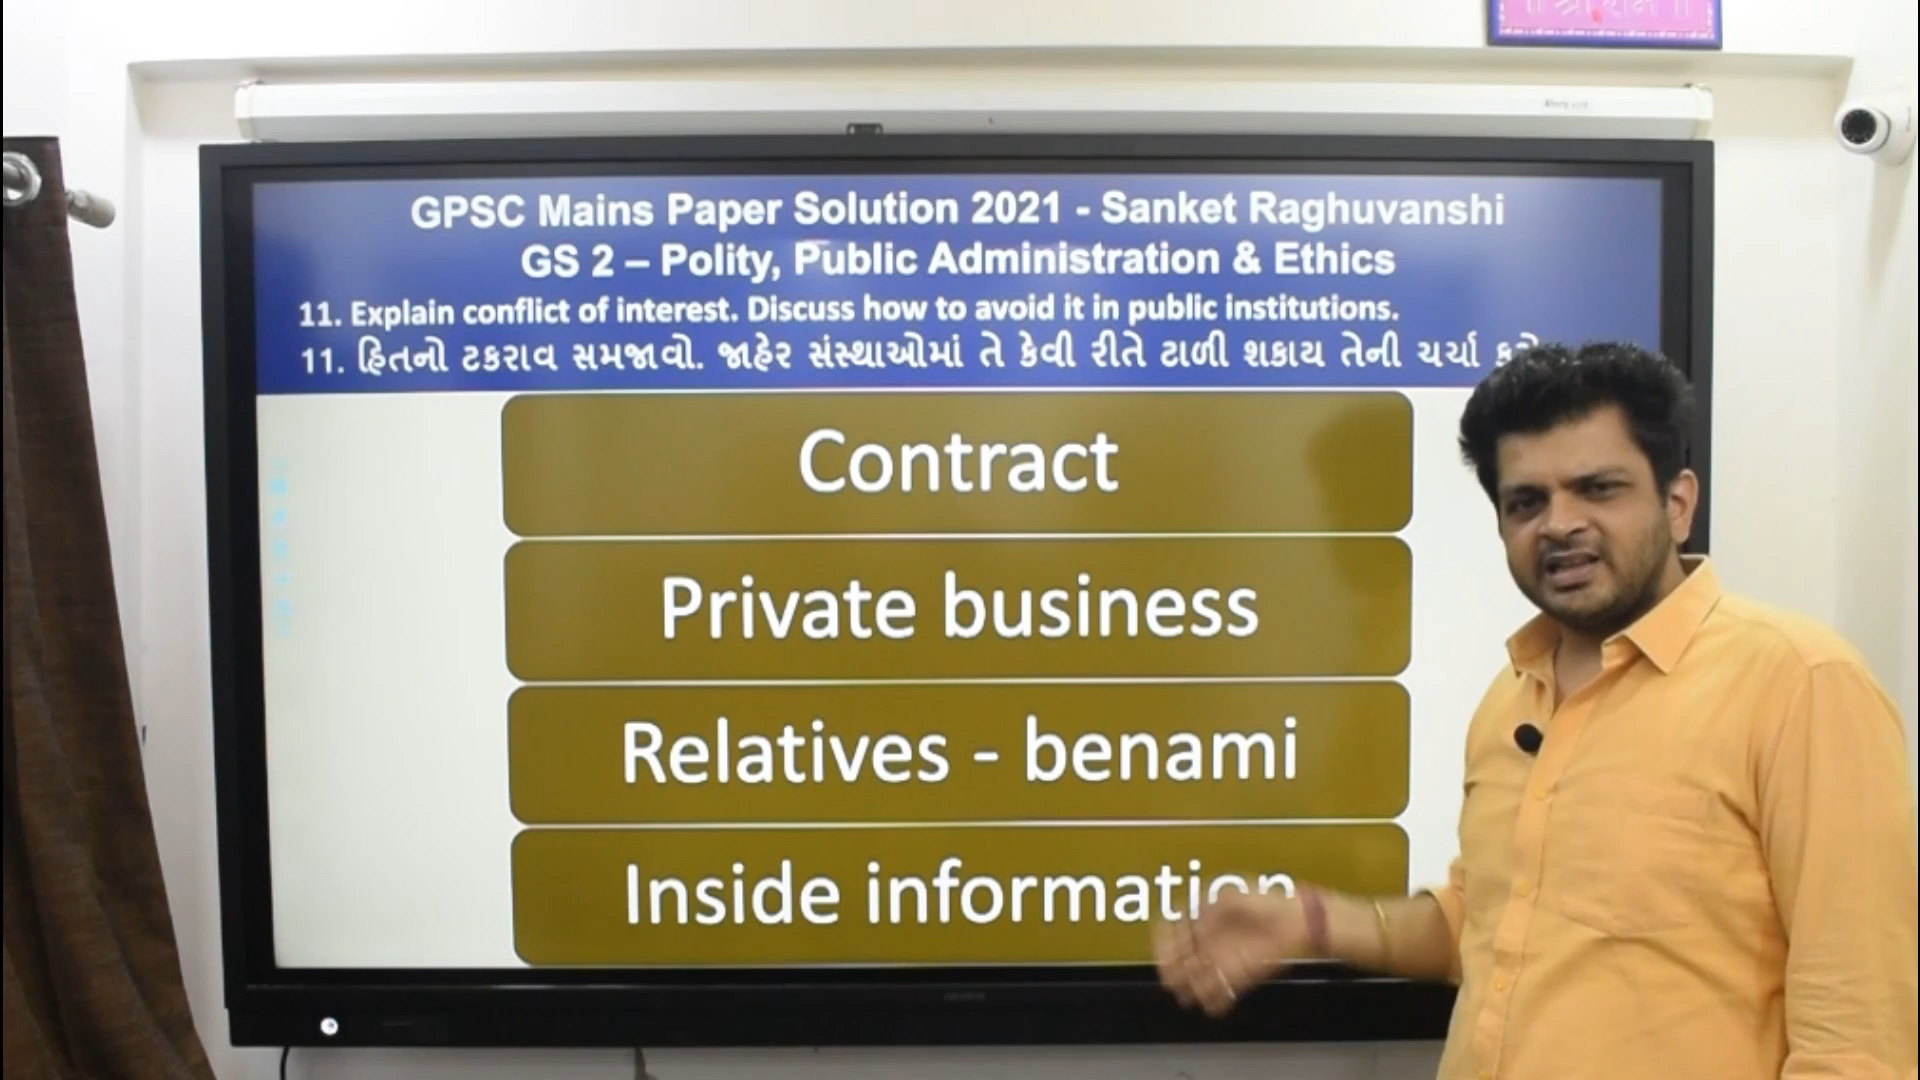 ॥ श्री राम ॥
GPSC Mains Paper Solution 2021 - Sanket Raghuvanshi
GS 2 – Polity, Public Administration & Ethics
11. Explain conflict of interest. Discuss how to avoid it in public institutions.
11. હિતનો ટકરાવ સમજાવો. જાહેર સંસ્થાઓમાં તે કેવી રીતે ટાળી શકાય તેની ચર્ચા
Contract
Private business
Relatives - benami
Inside information